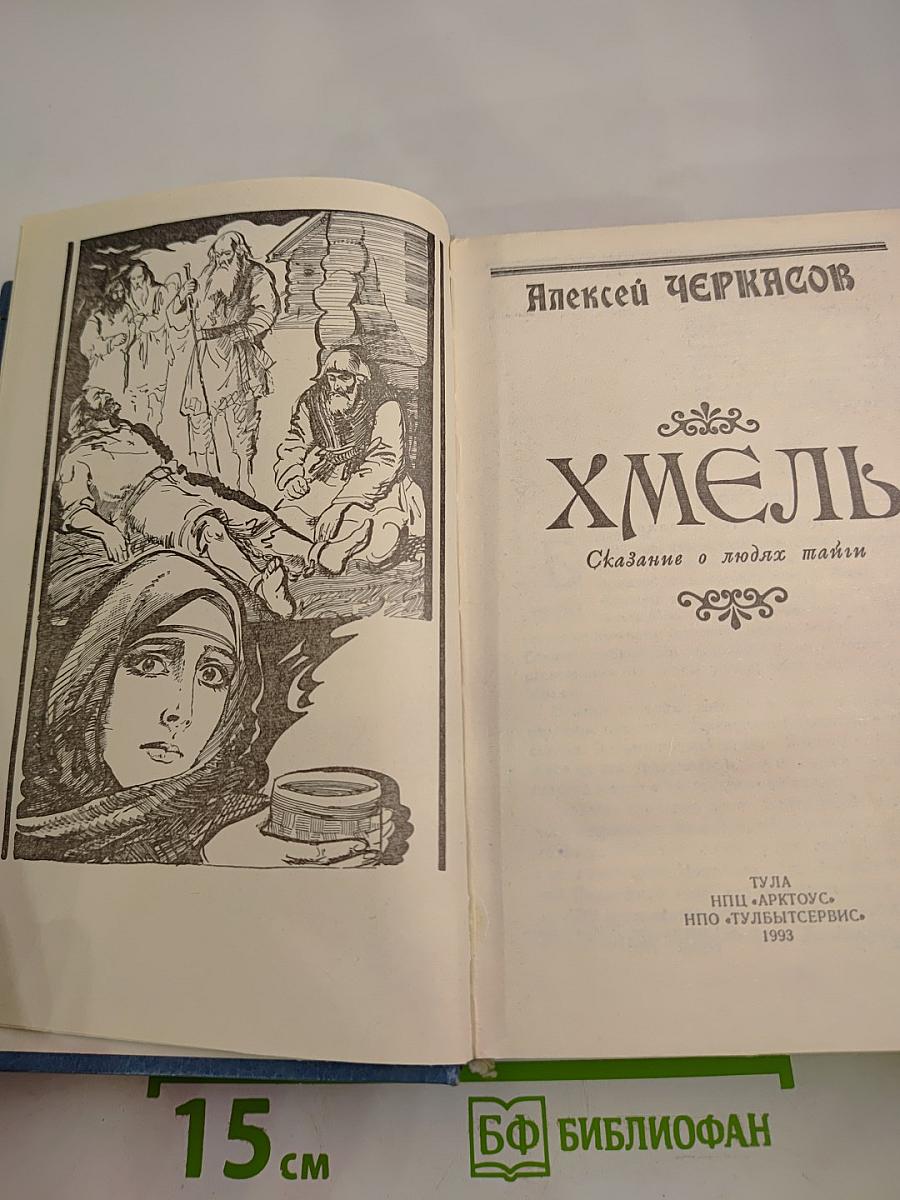 Алексей ЧЕРКАСОВ
ХМЕЛЬ
Сказание о людях тайги
ТУЛА
НПЦ «АРКТОУС»
НПО «ТУЛБЫТСЕРВИС»
1993
15 см
БФ БИБЛИОФАН